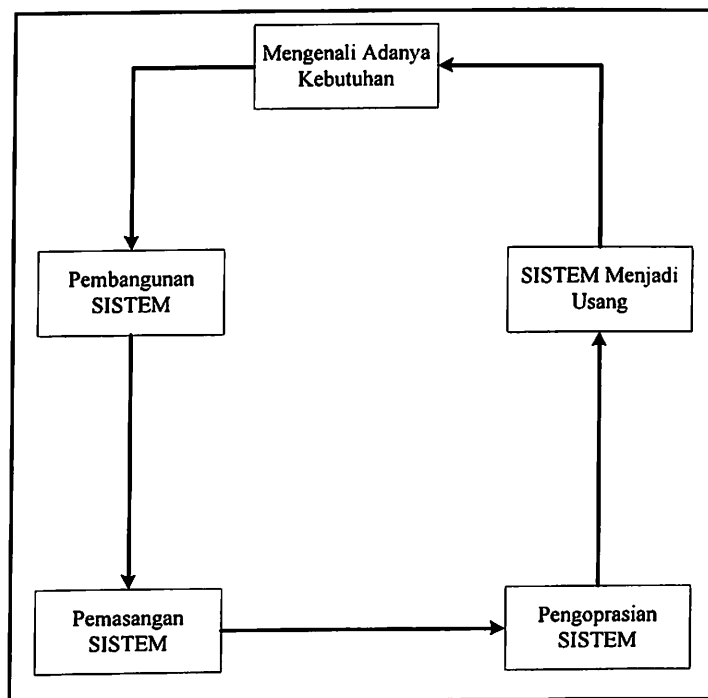 Mengenali Adanya
Kebutuhan
Pembangunan
SISTEM
SISTEM Menjadi
Usang
Pemasangan
SISTEM
Pengoprasian
SISTEM